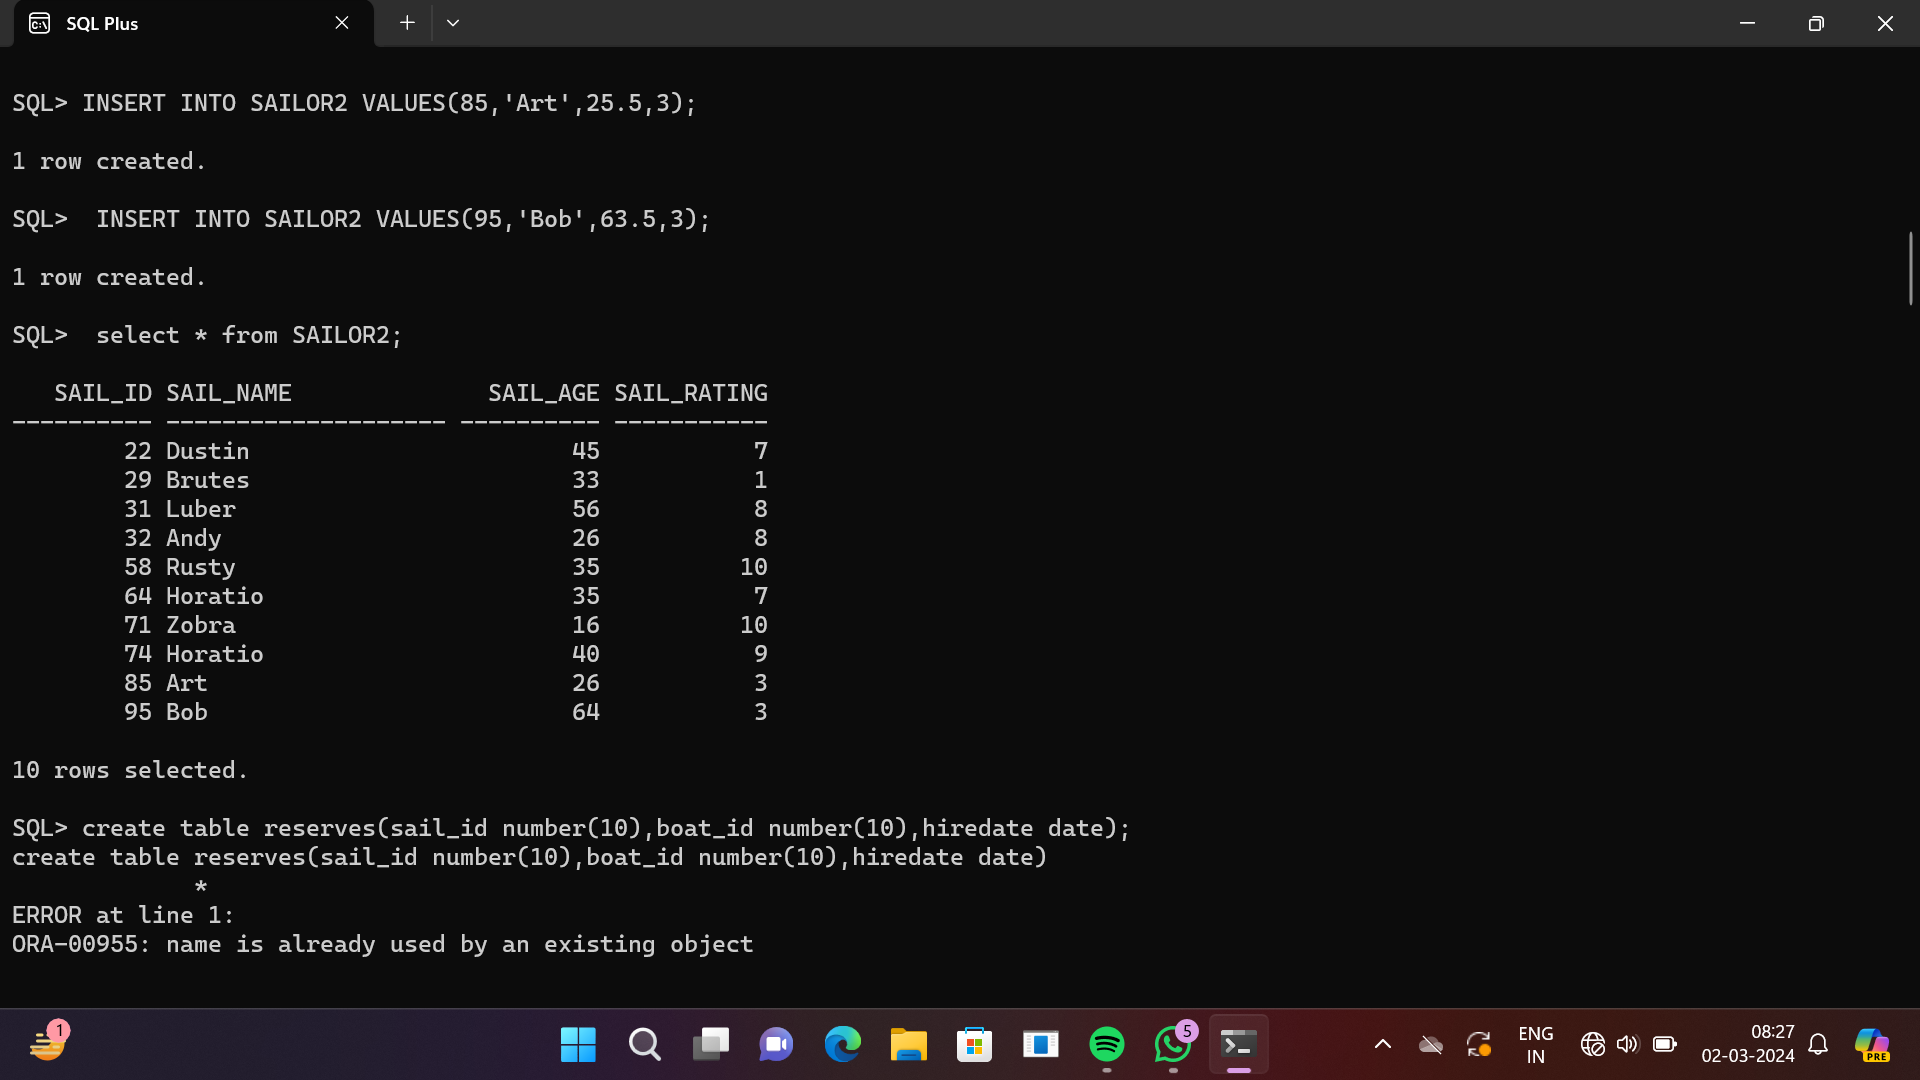 SQL Plus
SQL> INSERT INTO SAILOR2 VALUES(85,'Art',25.5,3);
1 row created.
SQL>  INSERT INTO SAILOR2 VALUES(95,'Bob',63.5,3);
1 row created.
SQL>  select * from SAILOR2;
   SAIL_ID SAIL_NAME              SAIL_AGE SAIL_RATING
---------- -------------------- ---------- -----------
        22 Dustin                       45           7
        29 Brutes                       33           1
        31 Luber                        56           8
        32 Andy                         26           8
        58 Rusty                        35          10
        64 Horatio                      35           7
        71 Zobra                        16          10
        74 Horatio                      40           9
        85 Art                          26           3
        95 Bob                          64           3
10 rows selected.
SQL> create table reserves(sail_id number(10),boat_id number(10),hiredate date);
create table reserves(sail_id number(10),boat_id number(10),hiredate date)
             *
ERROR at line 1:
ORA-00955: name is already used by an existing object
1
5
ENG
IN
08:27
02-03-2024
PRE